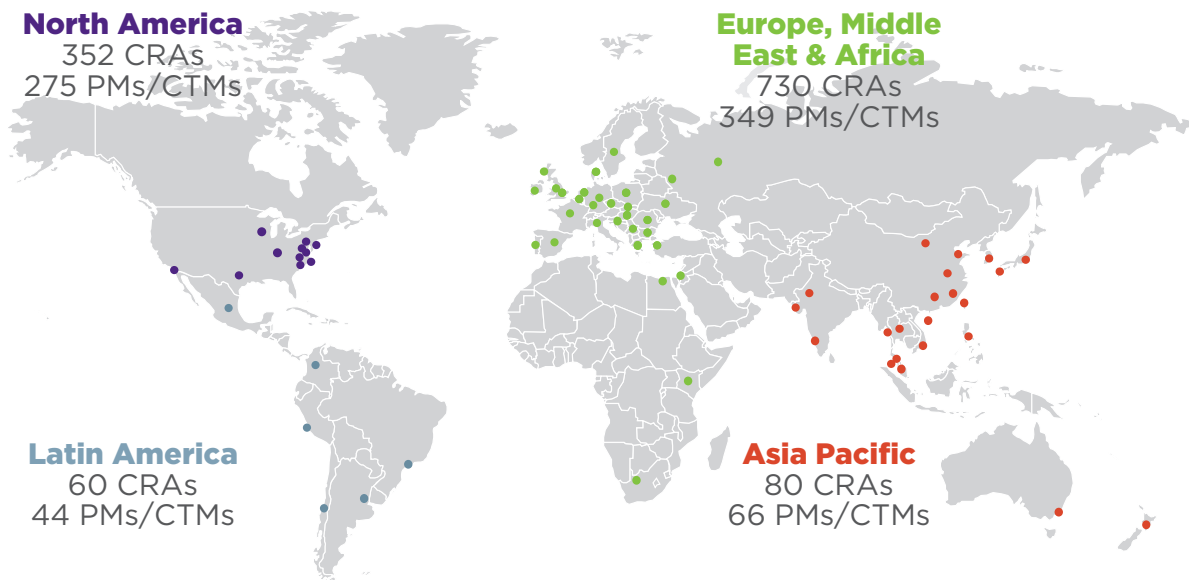 North America
352 CRAs
275 PMs/CTMs
Europe, Middle
East & Africa
730 CRAs
349 PMs/CTMs
Latin America
60 CRAs
44 PMs/CTMs
Asia Pacific
80 CRAs
66 PMs/CTMs